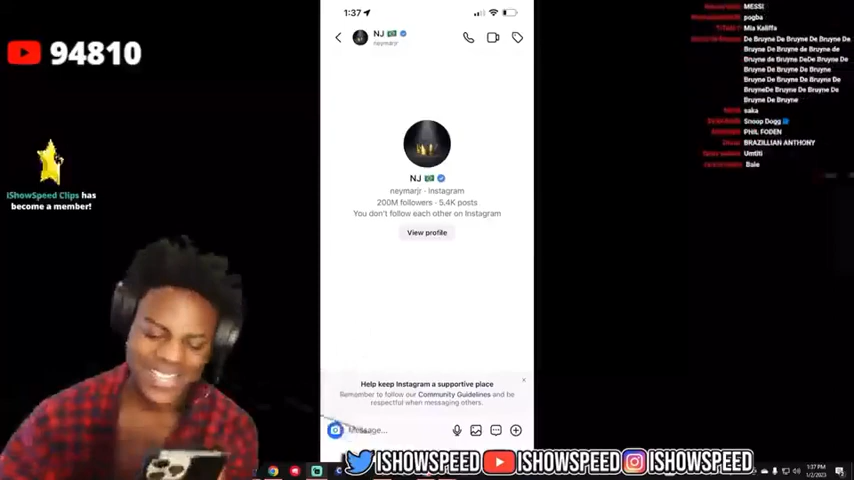 94810
iShowSpeed Clips has
become a member!
1:37
NJ
neymarjr
NJ
neymarjr · Instagram
200M followers · 5.4K posts
You don't follow each other on Instagram
View profile
Help keep Instagram a supportive place
Remember to follow our Community Guidelines and be
respectful when messaging others.
Message...
MESSI
pogba
Mia Kaliffa
De Bruyne De Bruyne De Bruyne De
Bruyne De Bruyne de Bruyne de
Bruyne de Bruyne DeDe Bruyne De
Bruyne De Bruyne De Bruyne
De Bruyne De Bruyna De
BruyneDe Bruyne De Bruyne De
Bruyne De Bruyne
saka
Snoop Dogg
PHIL FODEN
BRAZILLIAN ANTHONY
Umtiti
Bale
ISHOWSPEED ISHOWSPEED ISHOWSPEED
1:37 PM
1/2/2023